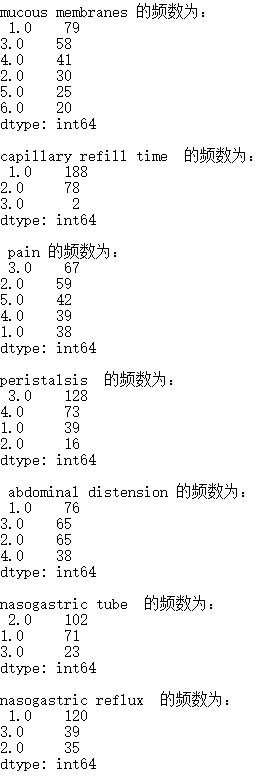 mucous membranes 的频数为：
1.0 79
3.0 58
4.0 41
2.0 30
5.0 25
6.0 20
dtype: int64
capillary refill time 的频数为：
1.0 188
2.0 78
3.0 2
dtype: int64
pain 的频数为：
3.0 67
2.0 59
5.0 42
4.0 39
1.0 38
dtype: int64
peristalsis 的频数为：
3.0 128
4.0 73
1.0 39
2.0 16
dtype: int64
abdominal distension 的频数为：
1.0 76
3.0 65
2.0 65
4.0 38
dtype: int64
nasogastric tube 的频数为：
2.0 102
1.0 71
3.0 23
dtype: int64
nasogastric reflux 的频数为：
1.0 120
3.0 39
2.0 35
dtype: int64